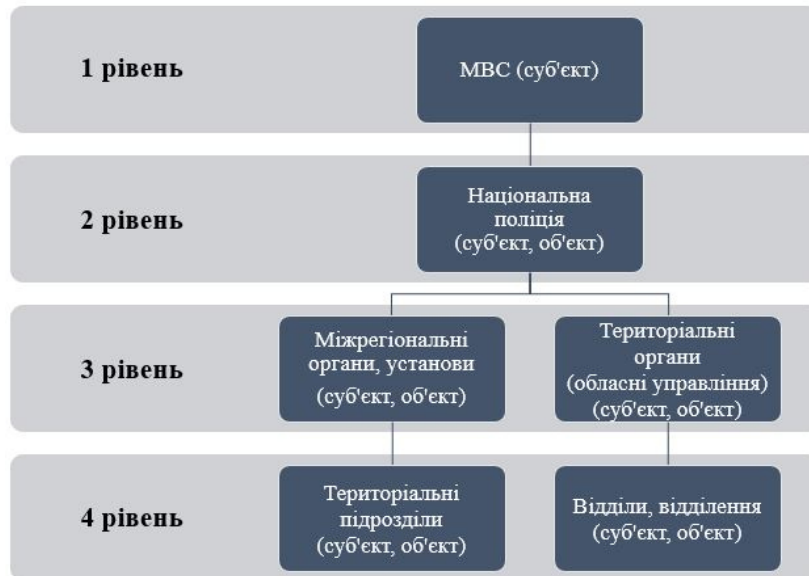 1 рівень
МВС (суб'єкт)
2 рівень
Національна
поліція
(суб'єкт, об'єкт)
3 рівень
Міжрегіональні
органи, установи
(суб'єкт, об'єкт)
Територіальні
органи
(обласні управління)
(суб'єкт, об'єкт)
4 рівень
Територіальні
підрозділи
(суб'єкт, об'єкт)
Відділи, відділення
(суб'єкт, об'єкт)